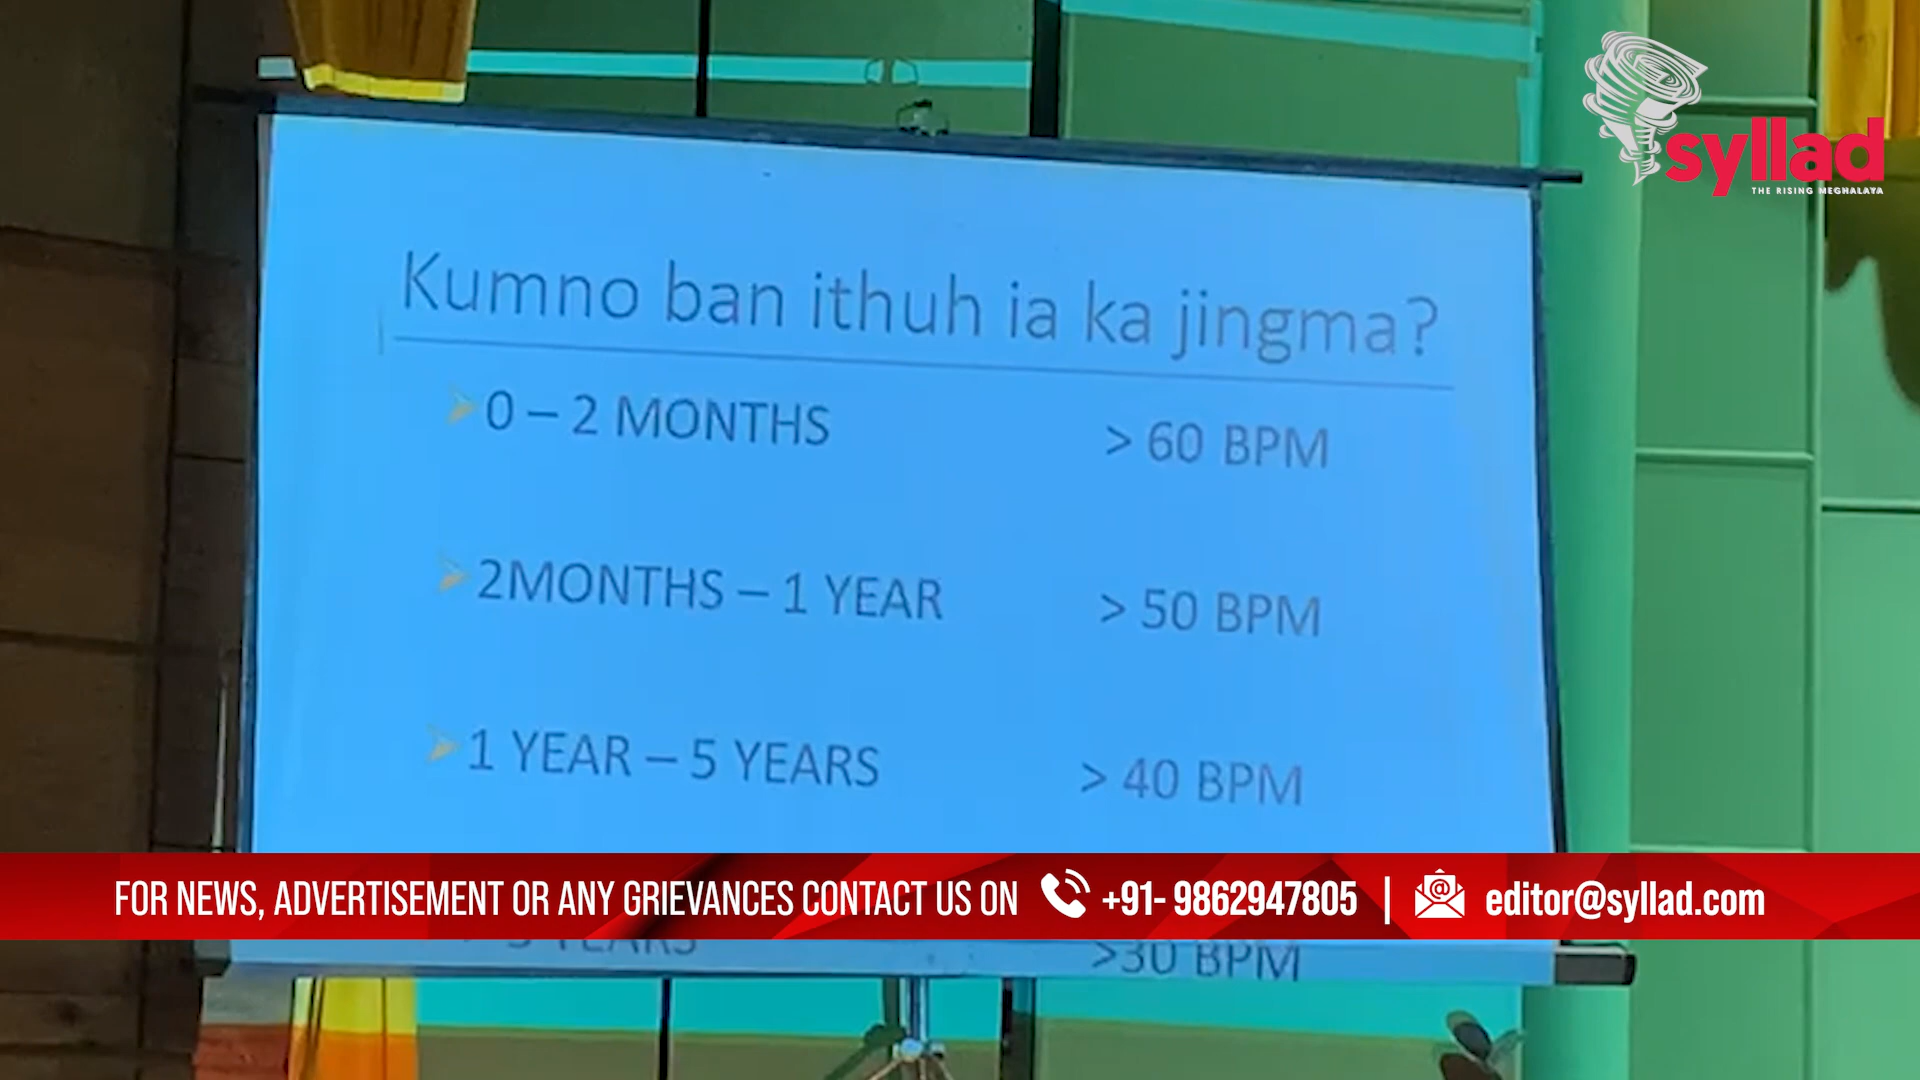 syllad
THE RISING MEGHALAYA
Kumno ban ithuh ia ka jingma?
0 – 2 MONTHS > 60 BPM
2MONTHS – 1 YEAR > 50 BPM
1 YEAR – 5 YEARS > 40 BPM
FOR NEWS, ADVERTISEMENT OR ANY GRIEVANCES CONTACT US ON +91- 9862947805 | editor@syllad.com
5 YEARS >30 BPM